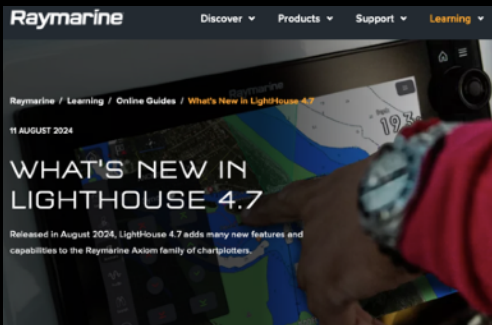 Raymarine
Discover Products Support Learning
Raymarine / Learning / Online Guides / What's New in LightHouse 4.7
11 AUGUST 2024
WHAT'S NEW IN
LIGHTHOUSE 4.7
Released in August 2024, LightHouse 4.7 adds many new features and
capabilities to the Raymarine Axiom family of chartplotters.
Raymarine